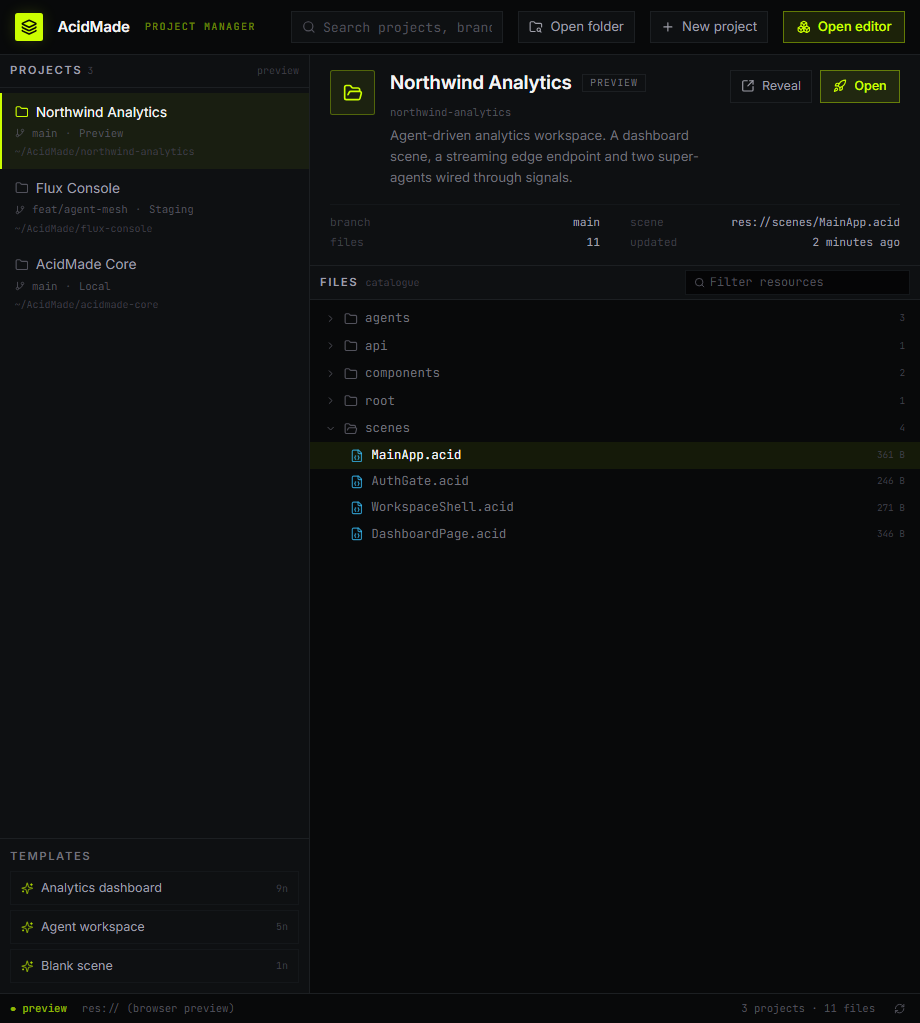 AcidMade PROJECT MANAGER Search projects, branc Open folder New project Open editor
PROJECTS 3 preview
Northwind Analytics
main · Preview
~/AcidMade/northwind-analytics
Flux Console
feat/agent-mesh · Staging
~/AcidMade/flux-console
AcidMade Core
main · Local
~/AcidMade/acidmade-core
TEMPLATES
Analytics dashboard 9n
Agent workspace 5n
Blank scene 1n
Northwind Analytics PREVIEW Reveal Open
northwind-analytics
Agent-driven analytics workspace. A dashboard
scene, a streaming edge endpoint and two super-
agents wired through signals.
branch main scene res://scenes/MainApp.acid
files 11 updated 2 minutes ago
FILES catalogue Filter resources
agents 3
api 1
components 2
root 1
scenes 4
MainApp.acid 361 B
AuthGate.acid 246 B
WorkspaceShell.acid 271 B
DashboardPage.acid 346 B
preview res:// (browser preview) 3 projects · 11 files